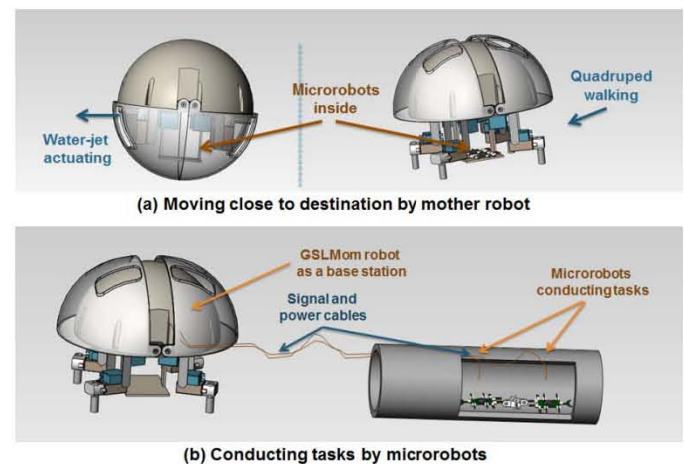 Microrobots
inside
Quadruped
walking
Water-jet
actuating
(a) Moving close to destination by mother robot
GSLMom robot
as a base station
Signal and
power cables
Microrobots
conducting tasks
(b) Conducting tasks by microrobots